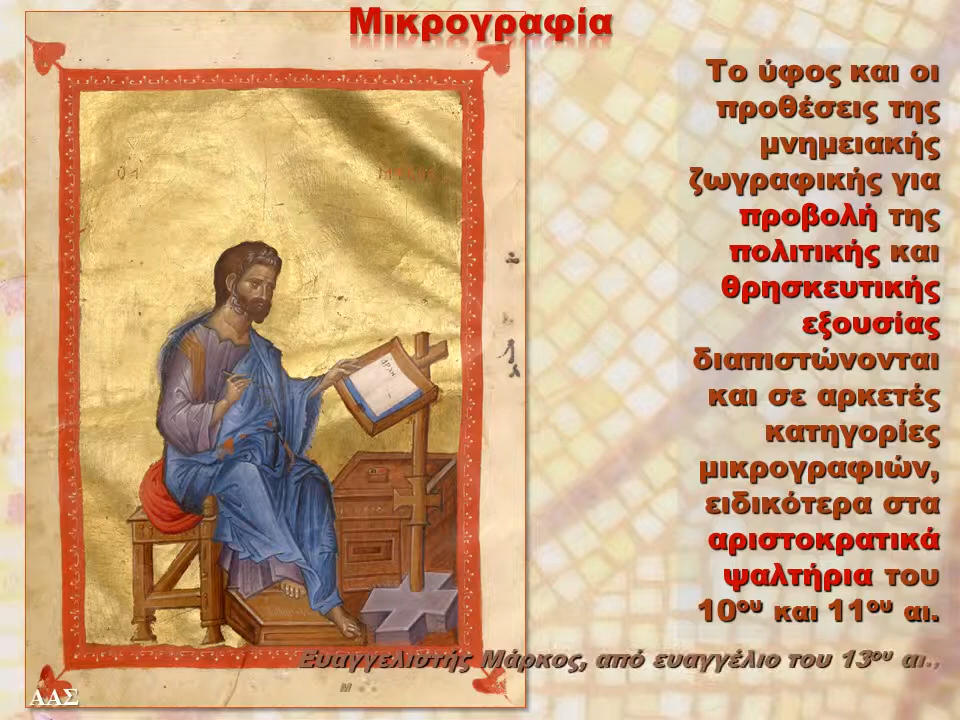 Μικρογραφία
Το ύφος και οι
προθέσεις της
μνημειακής
ζωγραφικής για
προβολή της
πολιτικής και
θρησκευτικής
εξουσίας
διαπιστώνονται
και σε αρκετές
κατηγορίες
μικρογραφιών,
ειδικότερα στα
αριστοκρατικά
ψαλτήρια του
10ου και 11ου αι.
Ευαγγελιστής Μάρκος, από ευαγγέλιο του 13ου αι.,
ΑΑΣ